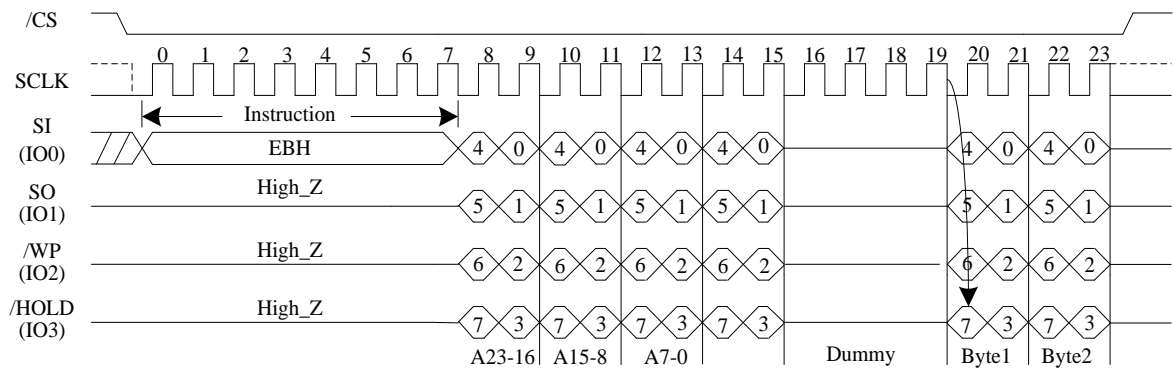 /CS
0 1 2 3 4 5 6 7 8 9 10 11 12 13 14 15 16 17 18 19 20 21 22 23
SCLK
Instruction
SI
(IO0)
EBH
4 0 4 0 4 0 4 0 4 0 4 0
SO
(IO1)
High_Z
5 1 5 1 5 1 5 1 5 1 5 1
/WP
(IO2)
High_Z
6 2 6 2 6 2 6 2 6 2 6 2
/HOLD
(IO3)
High_Z
7 3 7 3 7 3 7 3 7 3 7 3
A23-16 A15-8 A7-0 Dummy Byte1 Byte2